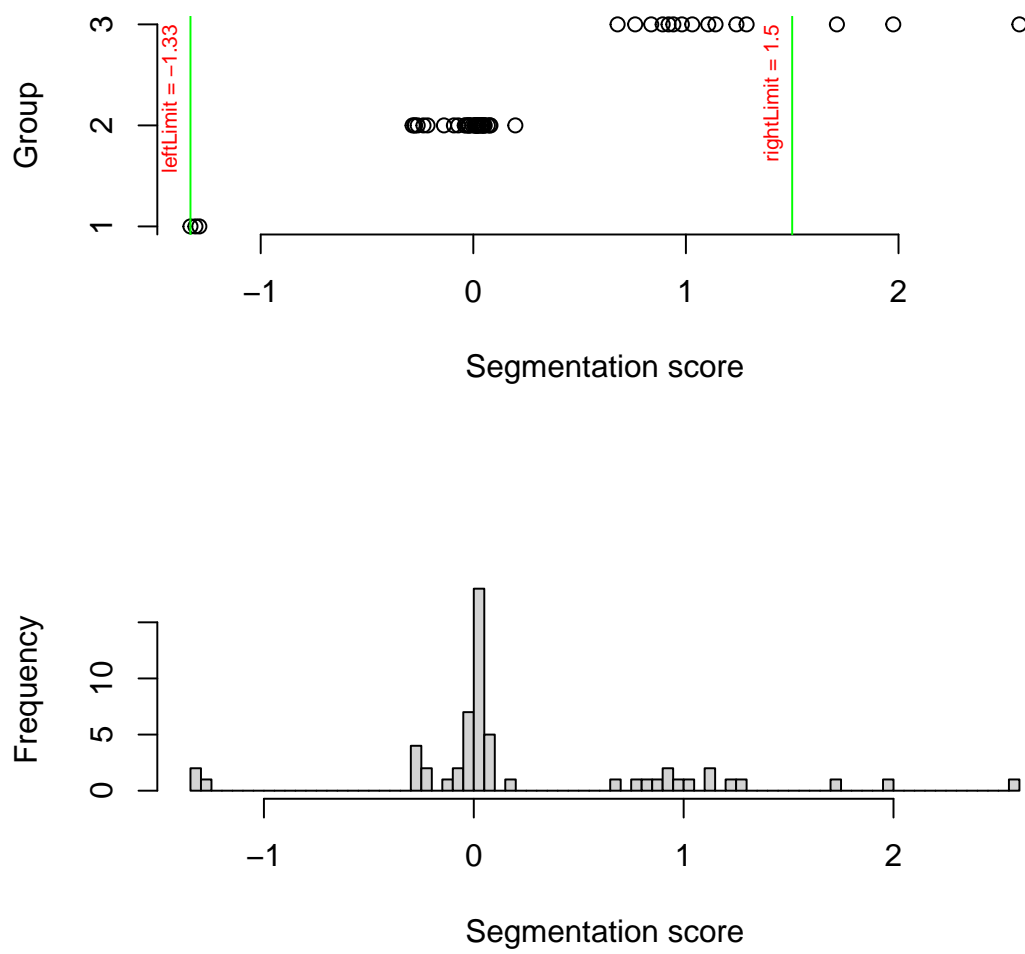 3
2
1
Group
leftLimit = −1.33
rightLimit = 1.5
−1 0 1 2
Segmentation score
10
5
0
Frequency
−1 0 1 2
Segmentation score